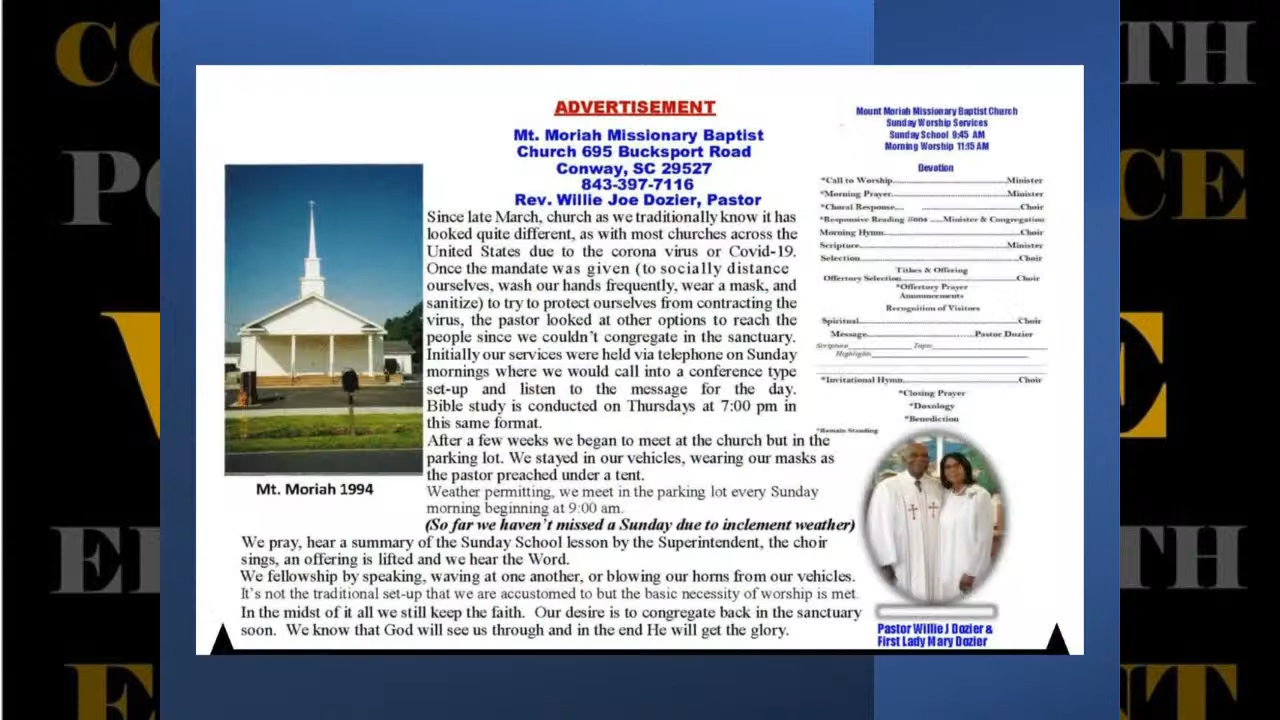 ADVERTISEMENT
Mt. Moriah Missionary Baptist
Church 695 Bucksport Road
Conway, SC 29527
843-397-7116
Rev. Willie Joe Dozier, Pastor
Since late March, church as we traditionally know it has
looked quite different, as with most churches across the
United States due to the corona virus or Covid-19.
Once the mandate was given (to socially distance
ourselves, wash our hands frequently, wear a mask, and
sanitize) to try to protect ourselves from contracting the
virus, the pastor looked at other options to reach the
people since we couldn't congregate in the sanctuary.
Initially our services were held via telephone on Sunday
mornings where we would call into a conference type
set-up and listen to the message for the day.
Bible study is conducted on Thursdays at 7:00 pm in
this same format.
After a few weeks we began to meet at the church but in the
parking lot. We stayed in our vehicles, wearing our masks as
the pastor preached under a tent.
Weather permitting, we meet in the parking lot every Sunday
morning beginning at 9:00 am.
(So far we haven't missed a Sunday due to inclement weather)
We pray, hear a summary of the Sunday School lesson by the Superintendent, the choir
sings, an offering is lifted and we hear the Word.
We fellowship by speaking, waving at one another, or blowing our horns from our vehicles.
It's not the traditional set-up that we are accustomed to but the basic necessity of worship is met.
In the midst of it all we still keep the faith. Our desire is to congregate back in the sanctuary
soon. We know that God will see us through and in the end He will get the glory.
Mt. Moriah 1994
Mount Moriah Missionary Baptist Church
Sunday Worship Services
Sunday School 9:45 AM
Morning Worship 11:15 AM
Devotion
*Call to Worship...Minister
*Morning Prayer...Minister
*Choral Response.... ...Choir
*Responsive Reading #604 .....Minister & Congregation
Morning Hymn...Choir
Scripture...Minister
Selection...Choir
Tithes & Offering
Offertory Selection...Choir
*Offertory Prayer
Announcements
Recognition of Visitors
Spiritual...Choir
Message...Pastor Dozier
Scripture___ Topic___
Highlights___
*Invitational Hymn...Choir
*Closing Prayer
*Doxology
*Benediction
*Remain Standing
Pastor Willie J Dozier &
First Lady Mary Dozier